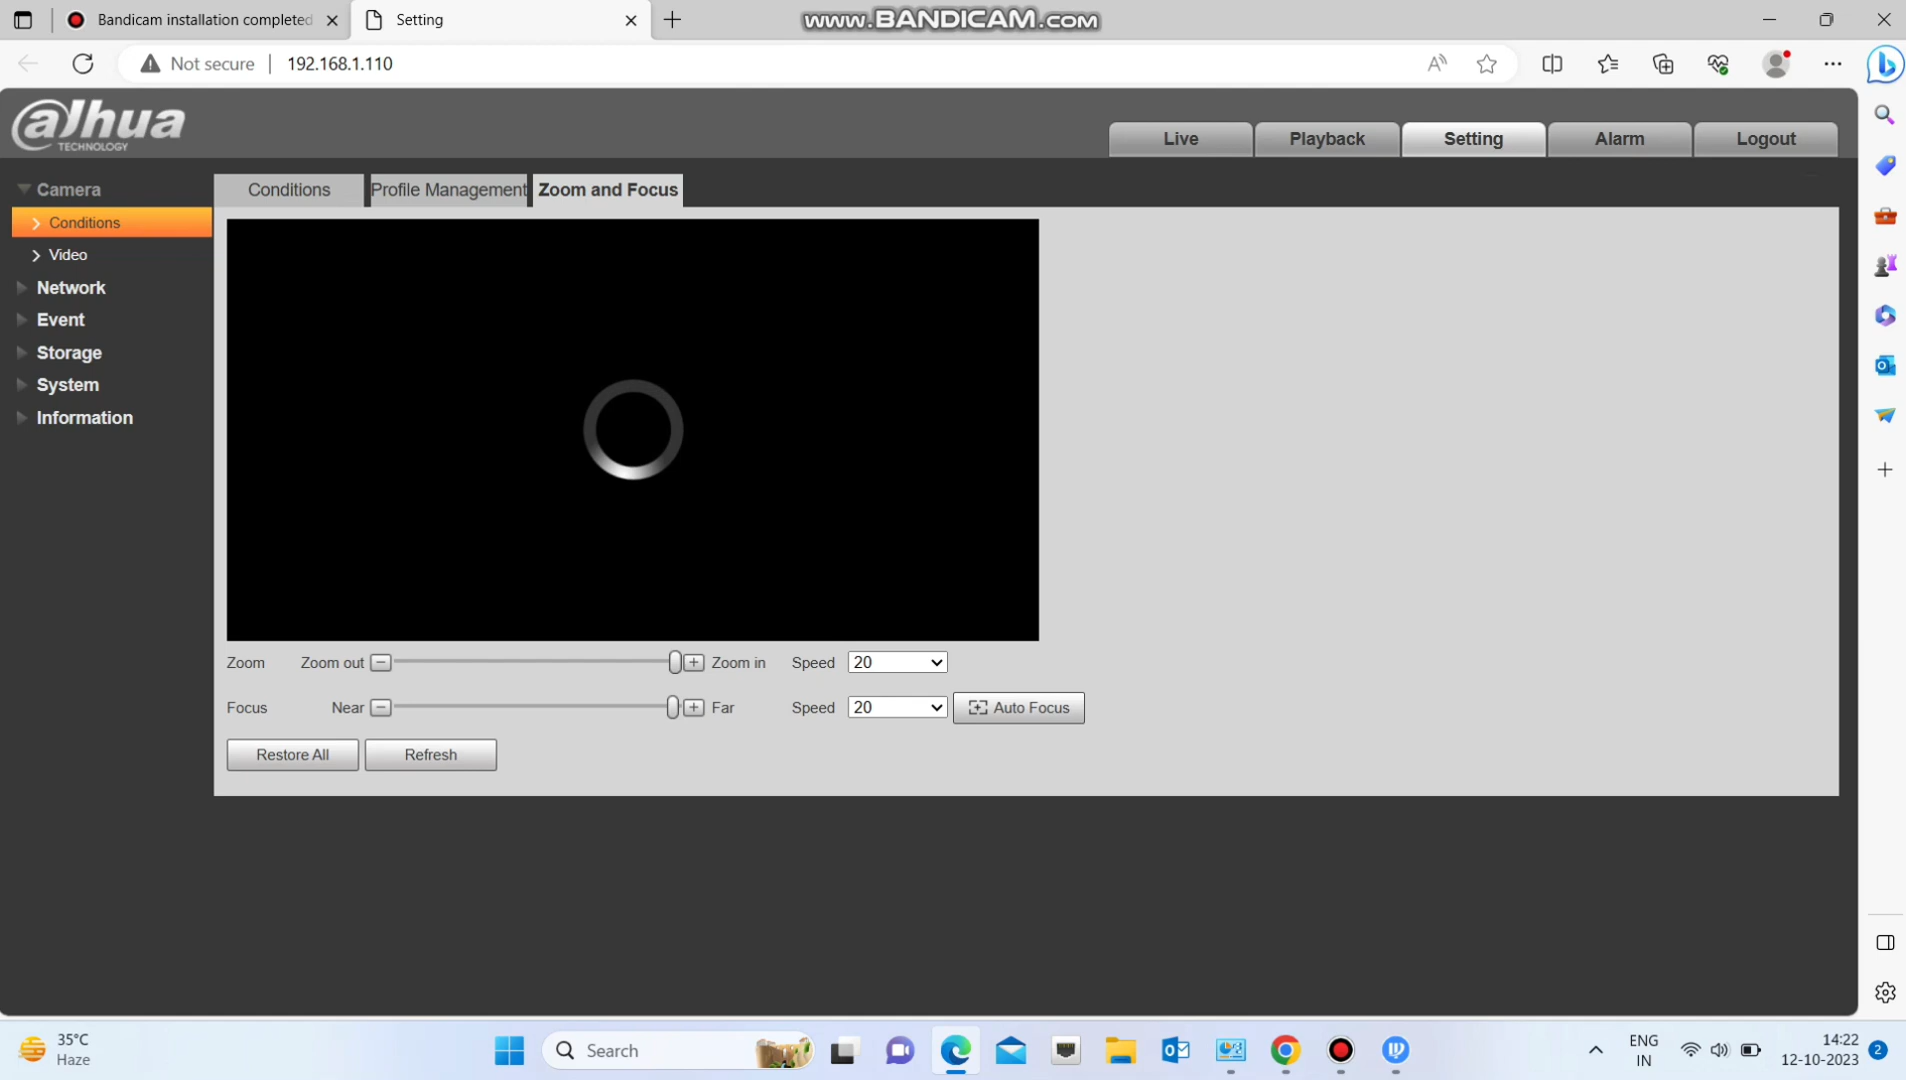 Bandicam installation completed
Setting
www.BANDICAM.com
Not secure
192.168.1.110
alhua
TECHNOLOGY
Live
Playback
Setting
Alarm
Logout
Camera
Conditions
Profile Management
Zoom and Focus
Conditions
Video
Network
Event
Storage
System
Information
Zoom
Zoom out
Zoom in
Speed
20
Focus
Near
Far
Speed
20
Auto Focus
Restore All
Refresh
35°C
Haze
Search
ENG
IN
14:22
12-10-2023
2